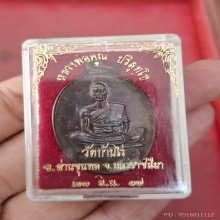 หลวงพ่อคูณ ปริสุทโธ
วัดบ้านไร่
อ.ด่านขุนทด จ.นครราชสีมา
PID : YS16011112